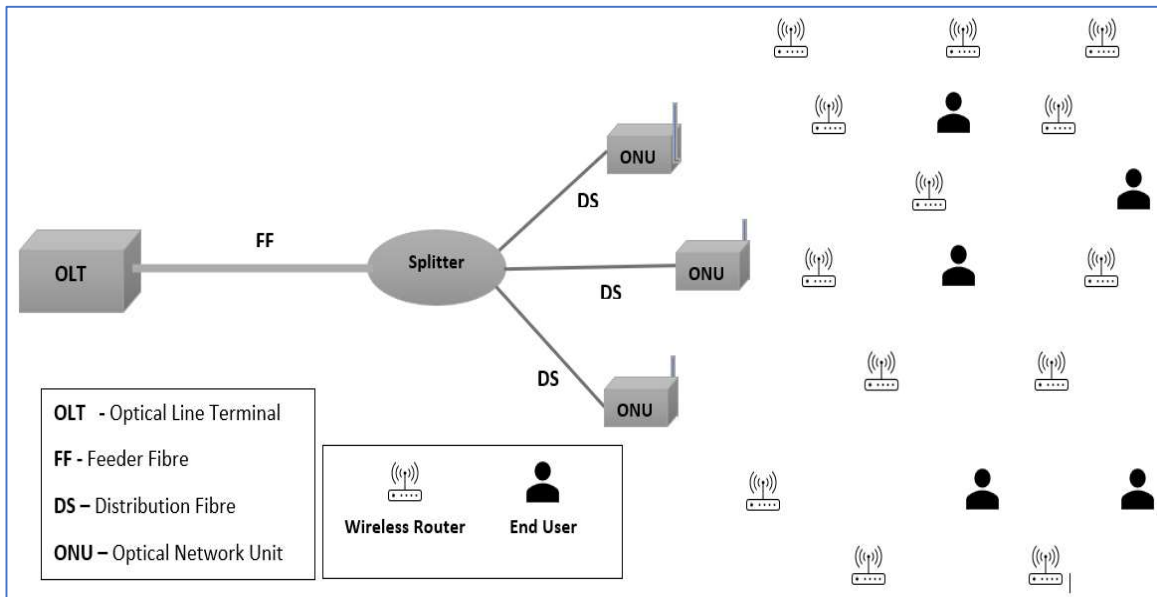 ONU
DS
FF
OLT
Splitter
ONU
DS
DS
ONU
OLT - Optical Line Terminal
FF - Feeder Fibre
DS – Distribution Fibre
ONU – Optical Network Unit
Wireless Router
End User